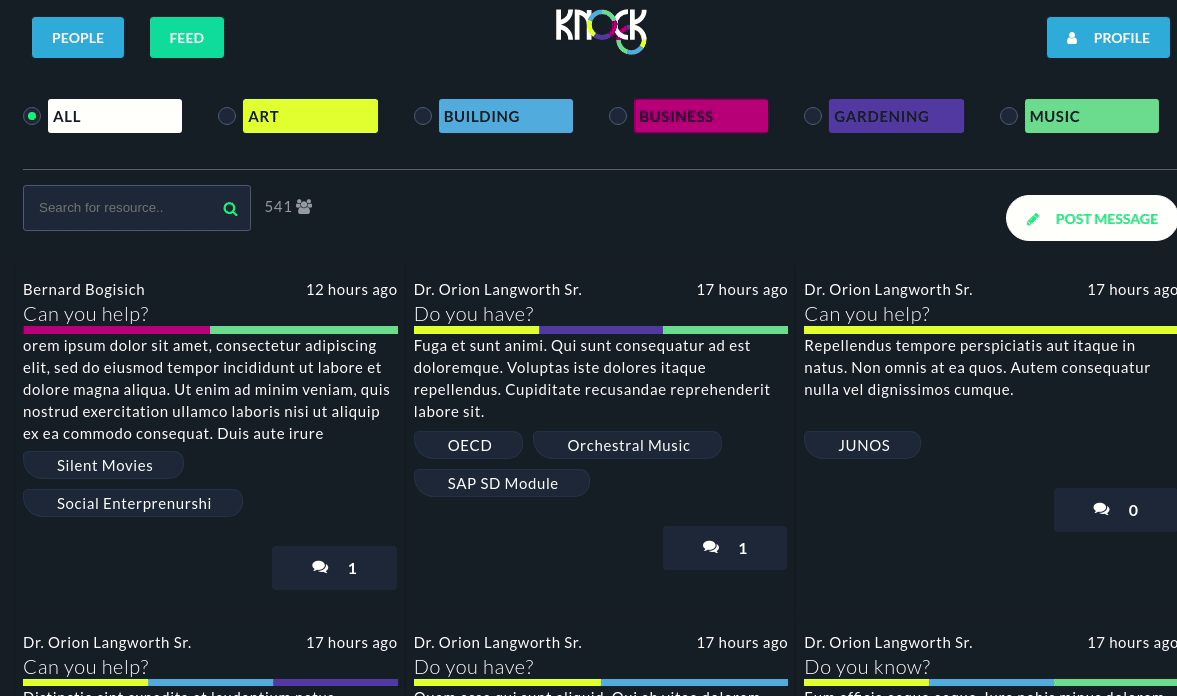 PEOPLE
FEED
KNOCK
PROFILE
ALL
ART
BUILDING
BUSINESS
GARDENING
MUSIC
Search for resource..
541
POST MESSAGE
Bernard Bogisich
12 hours ago
Can you help?
orem ipsum dolor sit amet, consectetur adipiscing
elit, sed do eiusmod tempor incididunt ut labore et
dolore magna aliqua. Ut enim ad minim veniam, quis
nostrud exercitation ullamco laboris nisi ut aliquip
ex ea commodo consequat. Duis aute irure
Silent Movies
Social Enterprenurshi
1
Dr. Orion Langworth Sr.
17 hours ago
Do you have?
Fuga et sunt animi. Qui sunt consequatur ad est
doloremque. Voluptas iste dolores itaque
repellendus. Cupiditate recusandae reprehenderit
labore sit.
OECD
Orchestral Music
SAP SD Module
1
Dr. Orion Langworth Sr.
17 hours ago
Can you help?
Repellendus tempore perspiciatis aut itaque in
natus. Non omnis at ea quos. Autem consequatur
nulla vel dignissimos cumque.
JUNOS
0
Dr. Orion Langworth Sr.
17 hours ago
Can you help?
Dr. Orion Langworth Sr.
17 hours ago
Do you have?
Dr. Orion Langworth Sr.
17 hours ago
Do you know?